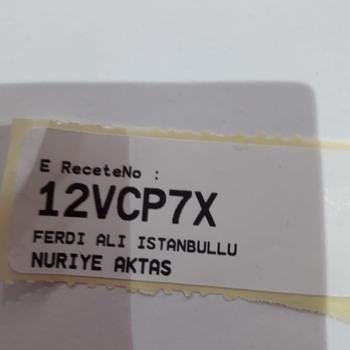 E ReceteNo :
12VCP7X
FERDI ALI ISTANBULLU
NURIYE AKTAS